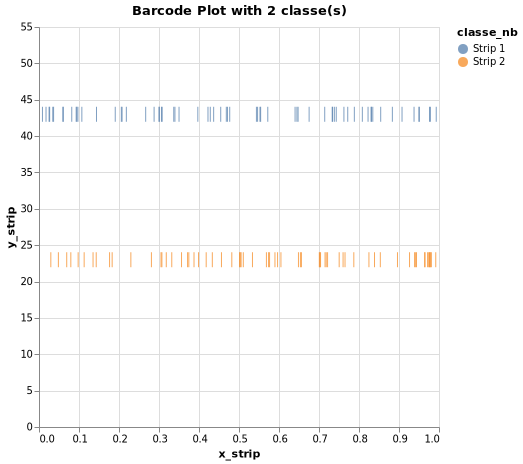 Barcode Plot with 2 classe(s)
classe_nb
Strip 1
Strip 2
y_strip
55
50
45
40
35
30
25
20
15
10
5
0
0.0 0.1 0.2 0.3 0.4 0.5 0.6 0.7 0.8 0.9 1.0
x_strip